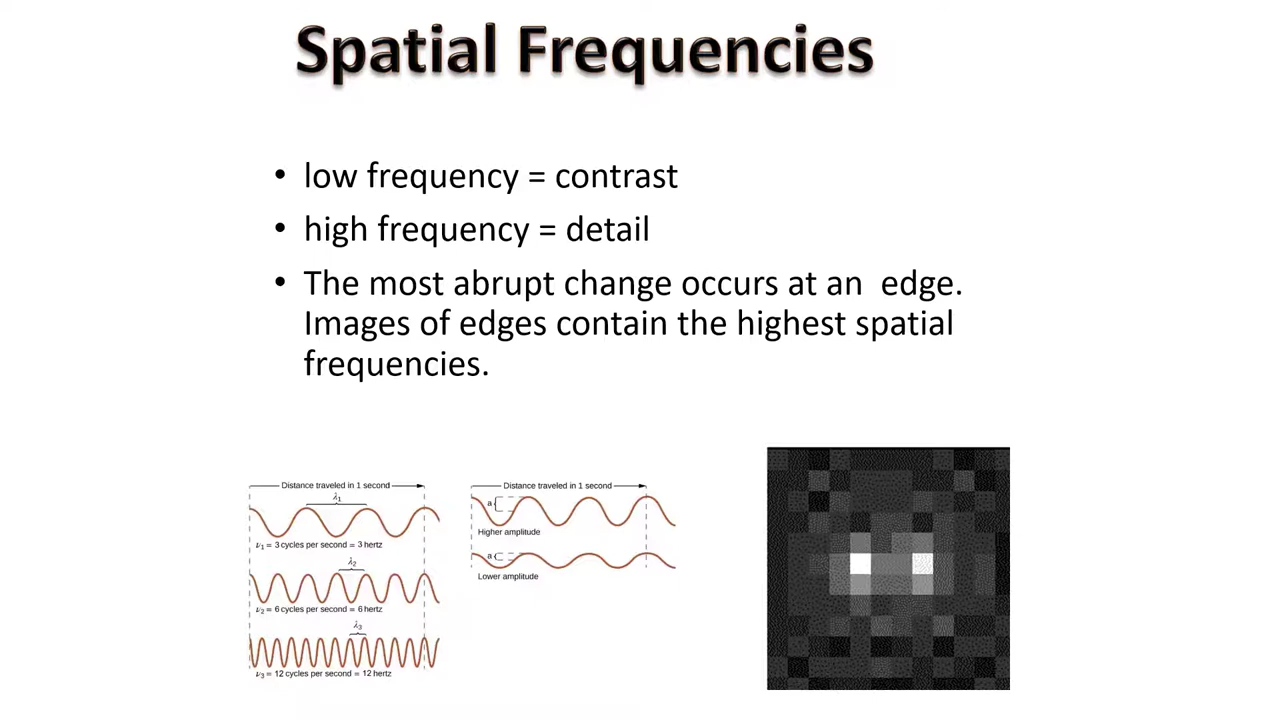 Spatial Frequencies
• low frequency = contrast
• high frequency = detail
• The most abrupt change occurs at an  edge.
Images of edges contain the highest spatial
frequencies.
Distance traveled in 1 second
λ1
ν1 = 3 cycles per second = 3 hertz
λ2
ν2 = 6 cycles per second = 6 hertz
λ3
ν3 = 12 cycles per second = 12 hertz
Distance traveled in 1 second
a
Higher amplitude
a
Lower amplitude